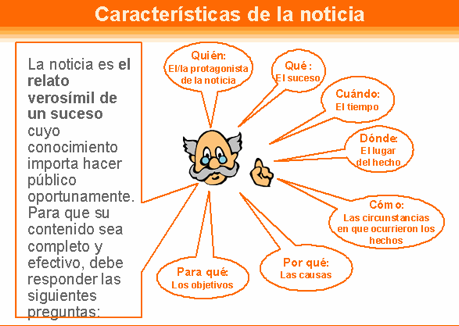 Características de la noticia
La noticia es el
relato
verosímil de
un suceso
cuyo
conocimiento
importa hacer
público
oportunamente.
Para que su
contenido sea
completo y
efectivo, debe
responder las
siguientes
preguntas:
Quién:
El/la protagonista
de la noticia
Qué :
El suceso
Cuándo:
El tiempo
Dónde:
El lugar
del hecho
Cómo:
Las circunstancias
en que ocurrieron los
hechos
Por qué:
Las causas
Para qué:
Los objetivos